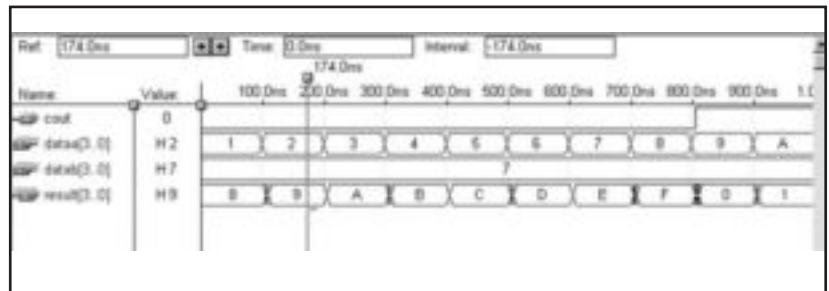 Ref: 174.0ns Time: 0.0ns Interval: -174.0ns
174.0ns
Name: Value: 100.0ns 200.0ns 300.0ns 400.0ns 500.0ns 600.0ns 700.0ns 800.0ns 900.0ns 1.0
cout 0
dataa[3..0] H 2 1 2 3 4 5 6 7 8 9 A
datab[3..0] H 7 7
result[3..0] H 9 8 9 A B C D E F 0 1